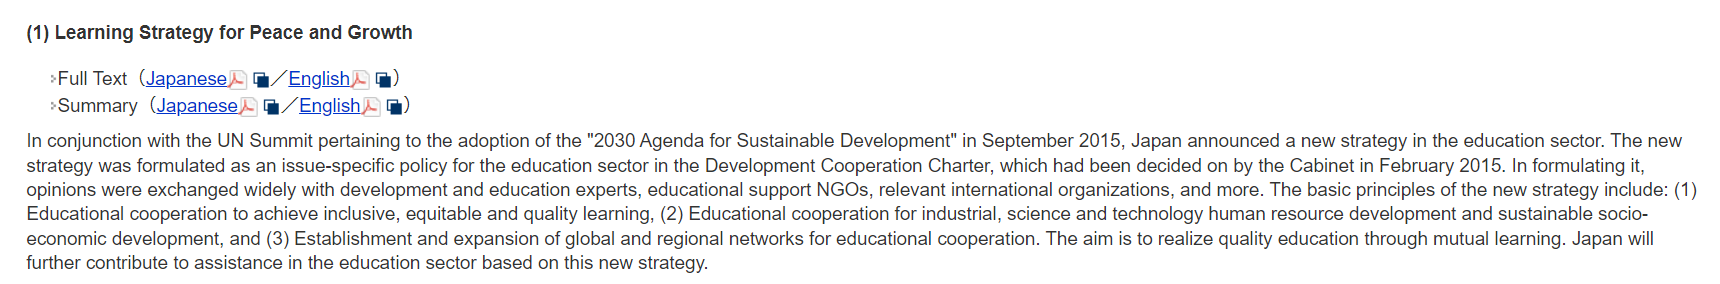 (1) Learning Strategy for Peace and Growth
Full Text（Japanese／English）
Summary（Japanese／English）
In conjunction with the UN Summit pertaining to the adoption of the "2030 Agenda for Sustainable Development" in September 2015, Japan announced a new strategy in the education sector. The new
strategy was formulated as an issue-specific policy for the education sector in the Development Cooperation Charter, which had been decided on by the Cabinet in February 2015. In formulating it,
opinions were exchanged widely with development and education experts, educational support NGOs, relevant international organizations, and more. The basic principles of the new strategy include: (1)
Educational cooperation to achieve inclusive, equitable and quality learning, (2) Educational cooperation for industrial, science and technology human resource development and sustainable socio-
economic development, and (3) Establishment and expansion of global and regional networks for educational cooperation. The aim is to realize quality education through mutual learning. Japan will
further contribute to assistance in the education sector based on this new strategy.